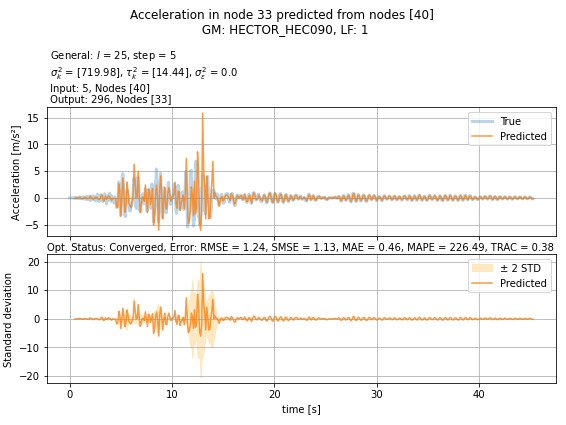 Acceleration in node 33 predicted from nodes [40]
GM: HECTOR_HEC090, LF: 1
General: l = 25, step = 5
σ²ₖ = [719.98], τ²ₖ = [14.44], σ²ε = 0.0
Input: 5, Nodes [40]
Output: 296, Nodes [33]
15
10
5
0
−5
Acceleration [m/s²]
True
Predicted
Opt. Status: Converged, Error: RMSE = 1.24, SMSE = 1.13, MAE = 0.46, MAPE = 226.49, TRAC = 0.38
20
10
0
−10
−20
Standard deviation
± 2 STD
Predicted
0 10 20 30 40
time [s]